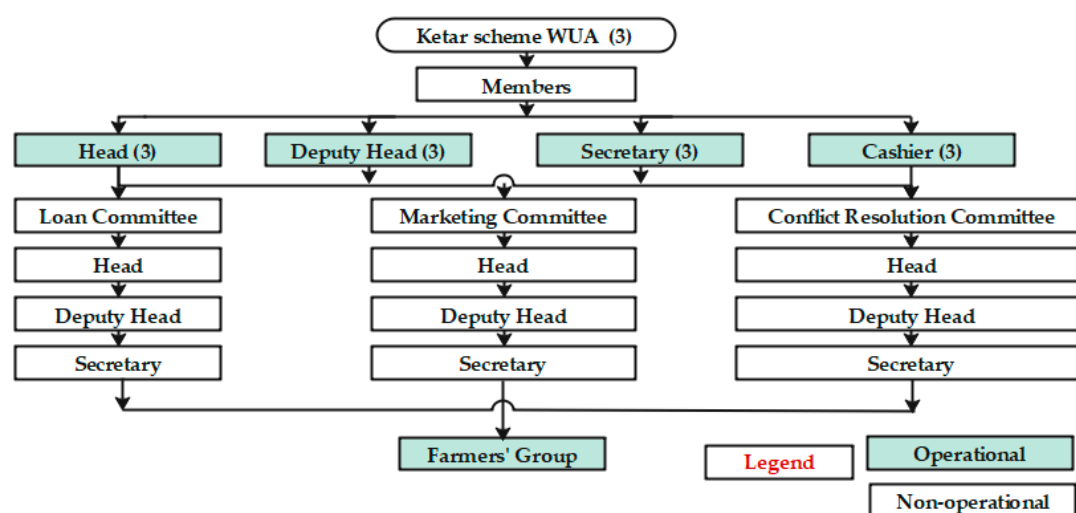 Ketar scheme WUA (3)
Members
Head (3)
Deputy Head (3)
Secretary (3)
Cashier (3)
Loan Committee
Marketing Committee
Conflict Resolution Committee
Head
Head
Head
Deputy Head
Deputy Head
Deputy Head
Secretary
Secretary
Secretary
Farmers' Group
Legend
Operational
Non-operational